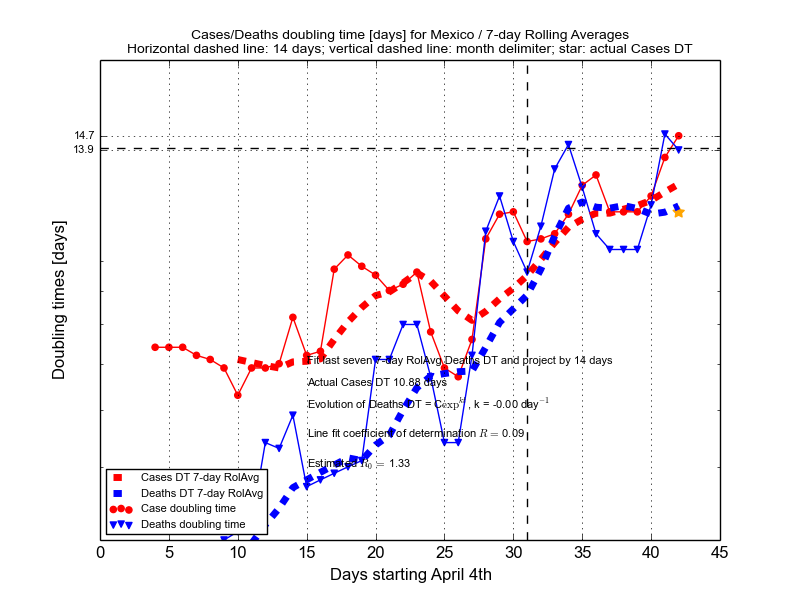 Cases/Deaths doubling time [days] for Mexico / 7-day Rolling Averages
Horizontal dashed line: 14 days; vertical dashed line: month delimiter; star: actual Cases DT
14.7
13.9
Doubling times [days]
Fit last seven 7-day RolAvg Deaths DT and project by 14 days
Actual Cases DT 10.88 days
Evolution of Deaths DT = Cexp^{kt}, k = -0.00 day^{-1}
Line fit coefficient of determination R = 0.09
Estimated R_0 = 1.33
Cases DT 7-day RolAvg
Deaths DT 7-day RolAvg
Case doubling time
Deaths doubling time
0 5 10 15 20 25 30 35 40 45
Days starting April 4th